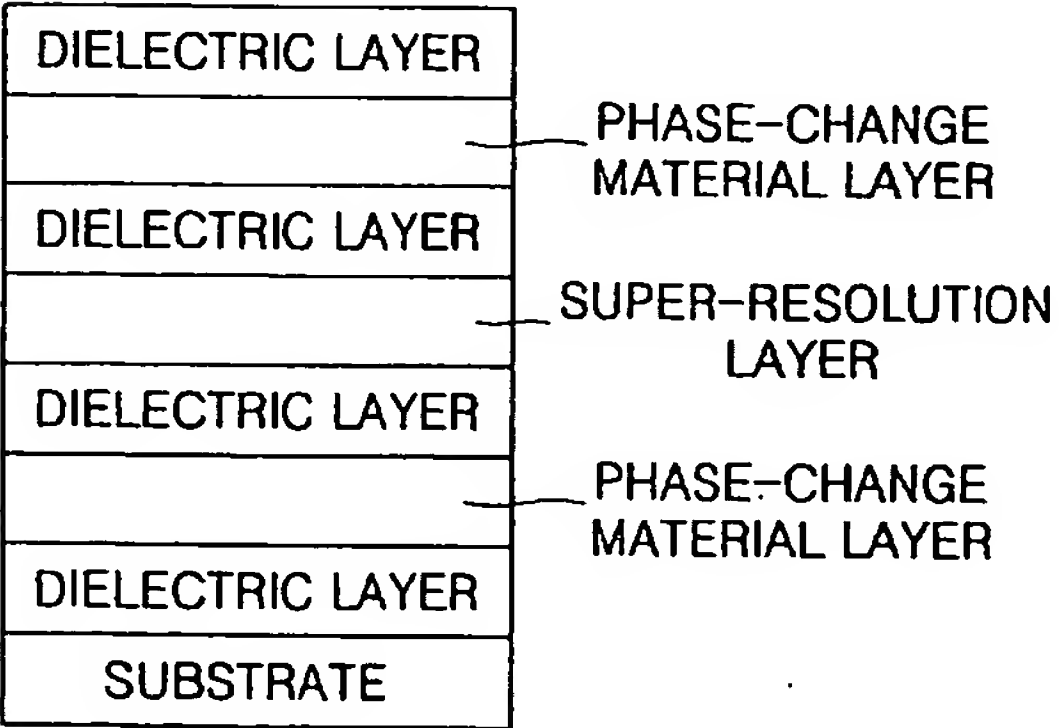 DIELECTRIC LAYER
PHASE-CHANGE
MATERIAL LAYER
DIELECTRIC LAYER
SUPER-RESOLUTION
LAYER
DIELECTRIC LAYER
PHASE-CHANGE
MATERIAL LAYER
DIELECTRIC LAYER
SUBSTRATE